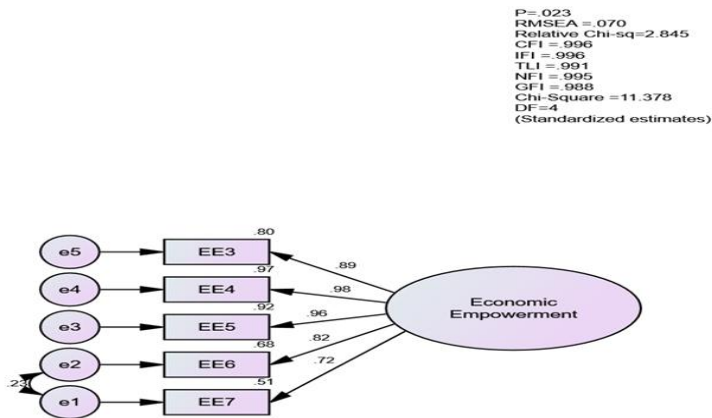 P=.023
RMSEA =.070
Relative Chi-sq=2.845
CFI =.996
IFI =.996
TLI =.991
NFI =.995
GFI =.988
Chi-Square =11.378
DF=4
(Standardized estimates)
.80
e5 EE3 .89
.97
e4 EE4 .98
.92
e3 EE5 .96
.68
e2 EE6 .82
.51
e1 EE7 .72
.23
Economic
Empowerment